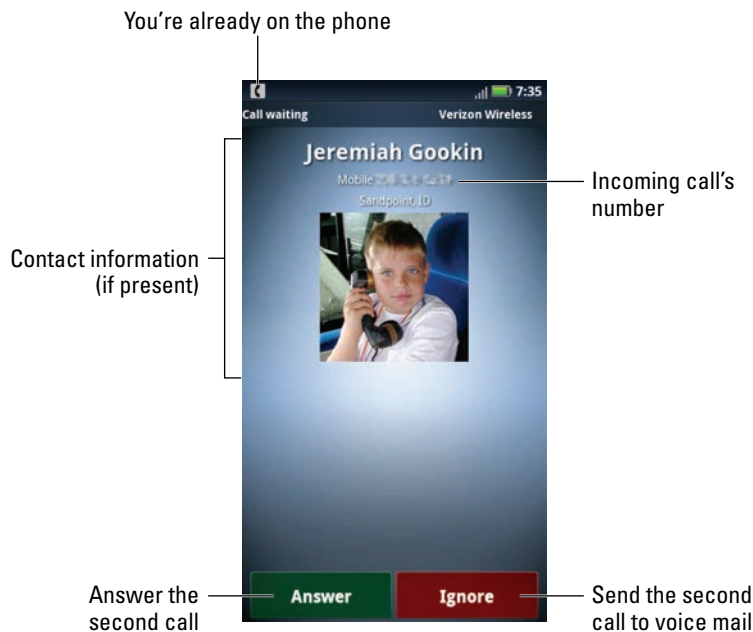 You're already on the phone
7:35
Call waiting
Verizon Wireless
Jeremiah Gookin
Mobile
Sandpoint, ID
Incoming call's
number
Contact information
(if present)
Answer
Ignore
Answer the
second call
Send the second
call to voice mail